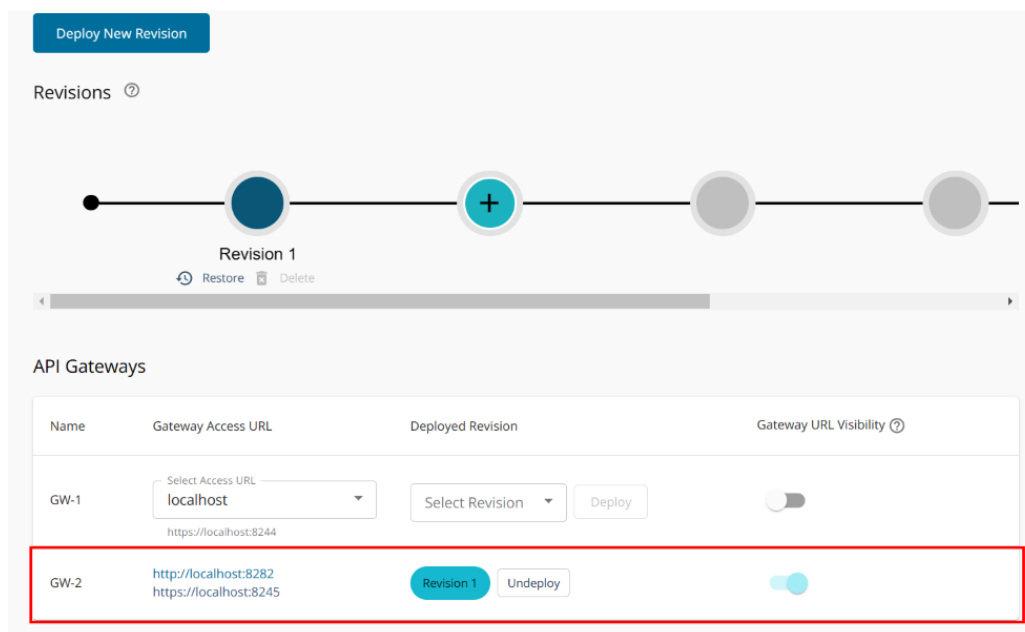 Deploy New Revision
Revisions
Revision 1
Restore Delete
API Gateways
Name Gateway Access URL Deployed Revision Gateway URL Visibility
Select Access URL
GW-1 localhost Select Revision Deploy
https://localhost:8244
GW-2 http://localhost:8282 Revision 1 Undeploy
https://localhost:8245